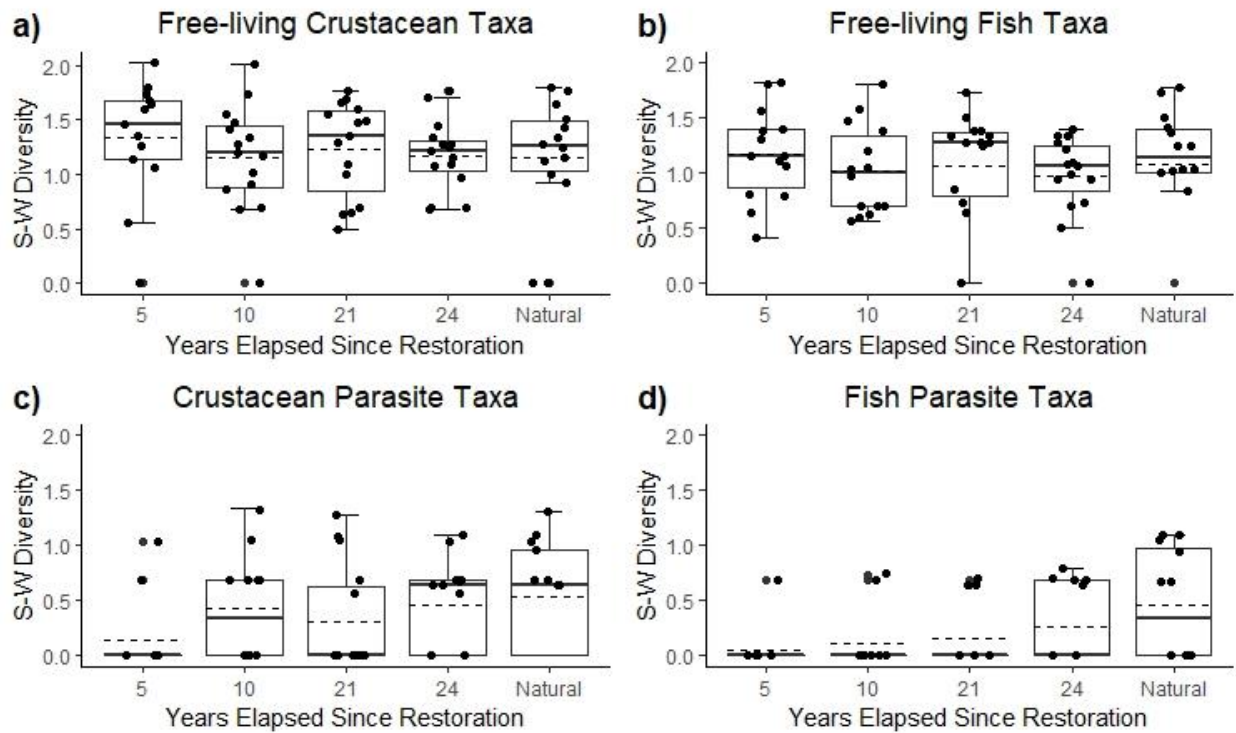 a) Free-living Crustacean Taxa
S-W Diversity
2.0
1.5
1.0
0.5
0.0
5 10 21 24 Natural
Years Elapsed Since Restoration
b) Free-living Fish Taxa
S-W Diversity
2.0
1.5
1.0
0.5
0.0
5 10 21 24 Natural
Years Elapsed Since Restoration
c) Crustacean Parasite Taxa
S-W Diversity
2.0
1.5
1.0
0.5
0.0
5 10 21 24 Natural
Years Elapsed Since Restoration
d) Fish Parasite Taxa
S-W Diversity
2.0
1.5
1.0
0.5
0.0
5 10 21 24 Natural
Years Elapsed Since Restoration